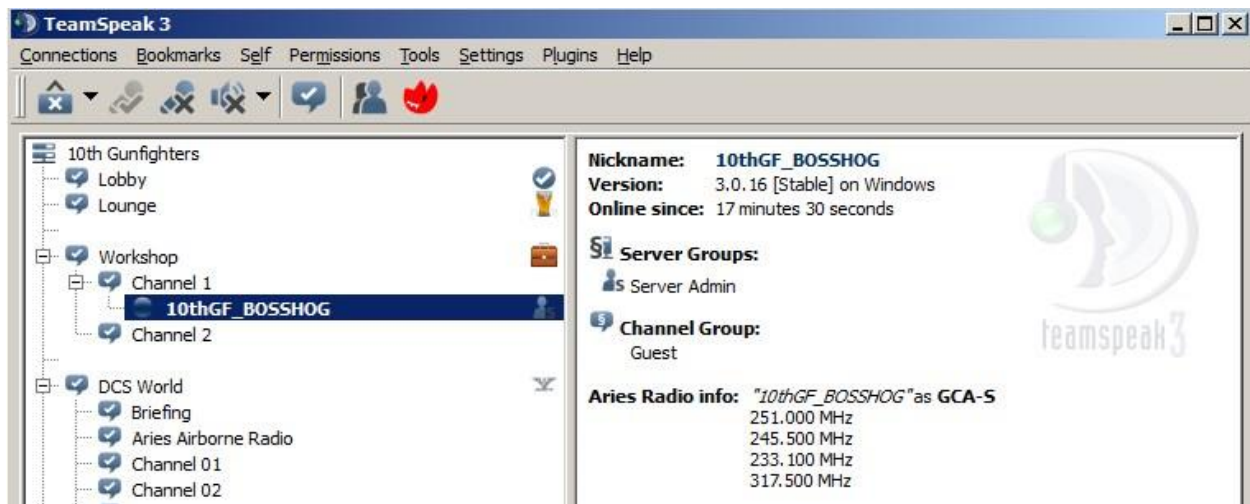 TeamSpeak 3
Connections Bookmarks Self Permissions Tools Settings Plugins Help
10th Gunfighters
Lobby
Lounge
Workshop
Channel 1
10thGF_BOSSHOG
Channel 2
DCS World
Briefing
Aries Airborne Radio
Channel 01
Channel 02
Nickname: 10thGF_BOSSHOG
Version: 3.0.16 [Stable] on Windows
Online since: 17 minutes 30 seconds
Server Groups:
Server Admin
Channel Group:
Guest
Aries Radio info: "10thGF_BOSSHOG" as GCA-S
251.000 MHz
245.500 MHz
233.100 MHz
317.500 MHz
teamspeak 3